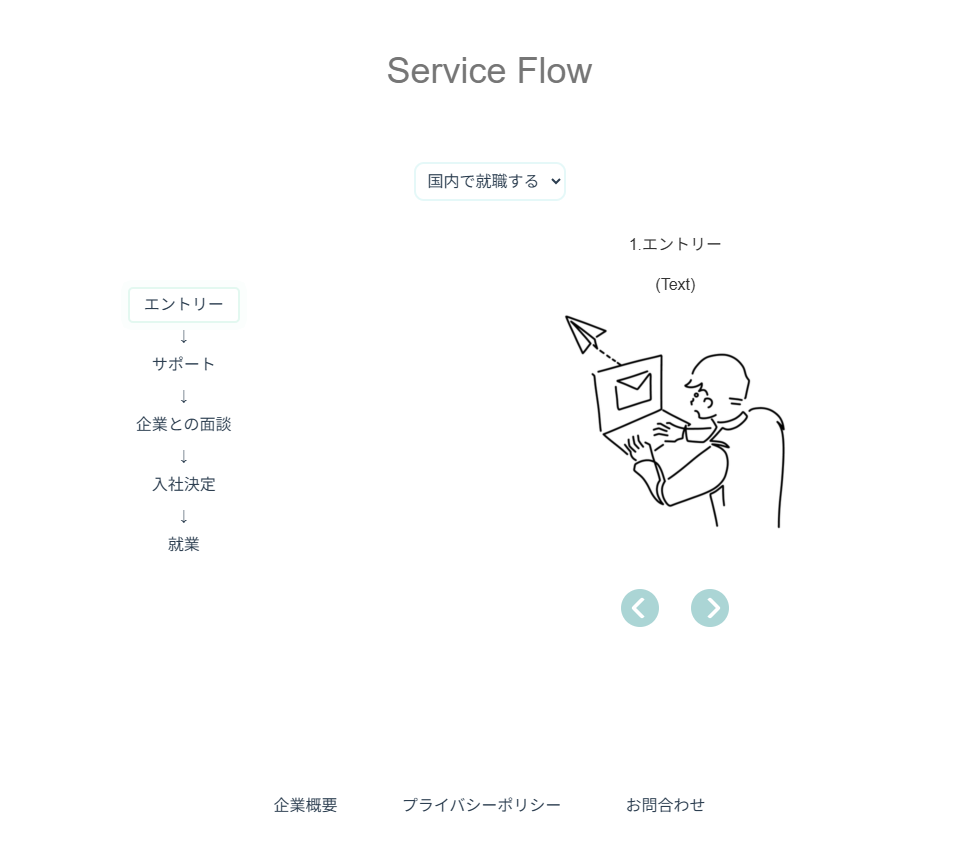 Service Flow
国内で就職する
1.エントリー
(Text)
エントリー
↓
サポート
↓
企業との面談
↓
入社決定
↓
就業
企業概要
プライバシーポリシー
お問合わせ